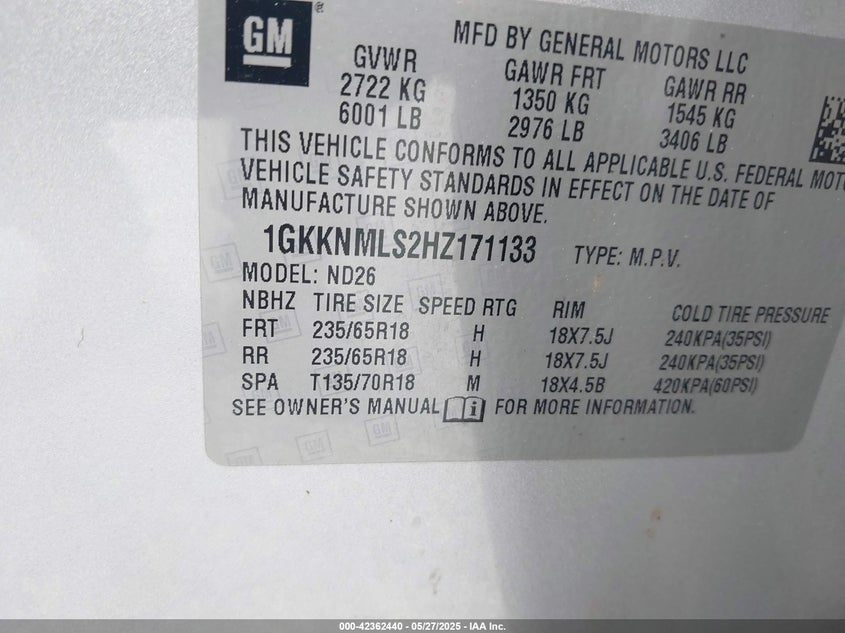 GM
MFD BY GENERAL MOTORS LLC
GVWR GAWR FRT GAWR RR
2722 KG 1350 KG 1545 KG
6001 LB 2976 LB 3406 LB
THIS VEHICLE CONFORMS TO ALL APPLICABLE U.S. FEDERAL MOT
VEHICLE SAFETY STANDARDS IN EFFECT ON THE DATE OF
MANUFACTURE SHOWN ABOVE.
1GKKNMLS2HZ171133 TYPE: M.P.V.
MODEL: ND26
NBHZ TIRE SIZE SPEED RTG RIM COLD TIRE PRESSURE
FRT 235/65R18 H 18X7.5J 240KPA(35PSI)
RR 235/65R18 H 18X7.5J 240KPA(35PSI)
SPA T135/70R18 M 18X4.5B 420KPA(60PSI)
SEE OWNER'S MANUAL FOR MORE INFORMATION.
000-42362440 - 05/27/2025 - IAA Inc.